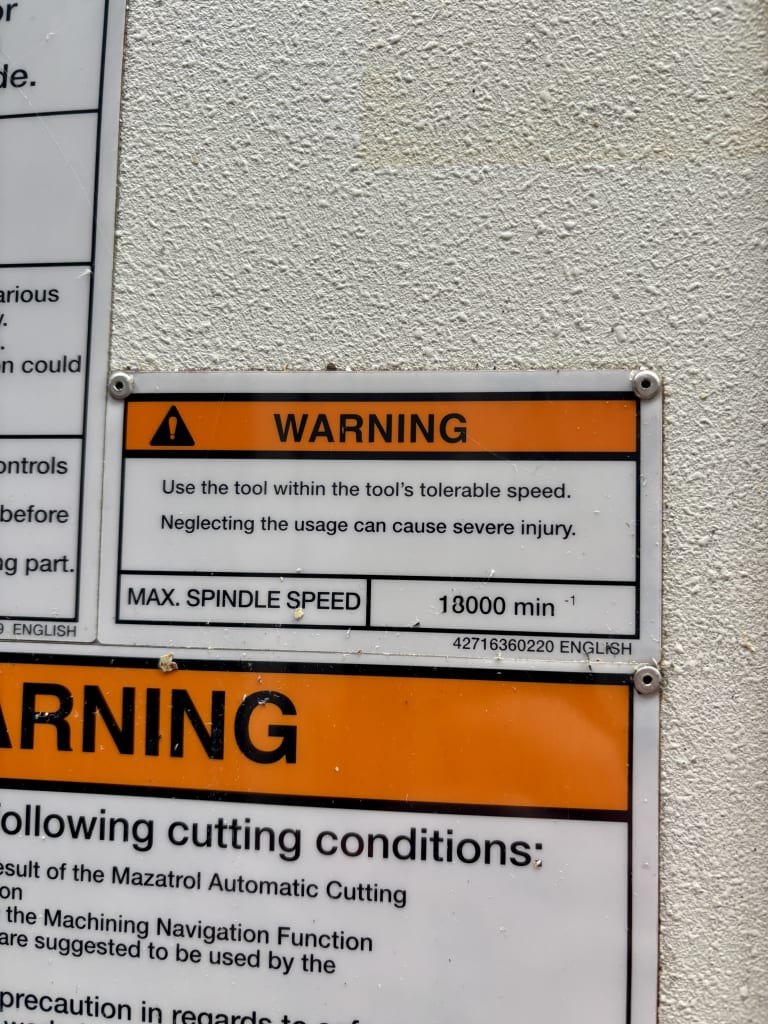 or
de.
arious
y.
.
n could
ontrols
before
ng part.
9 ENGLISH
WARNING
Use the tool within the tool's tolerable speed.
Neglecting the usage can cause severe injury.
MAX. SPINDLE SPEED
18000 min -1
42716360220 ENGLISH
ARNING
ollowing cutting conditions:
esult of the Mazatrol Automatic Cutting
on
the Machining Navigation Function
are suggested to be used by the
precaution in regards to